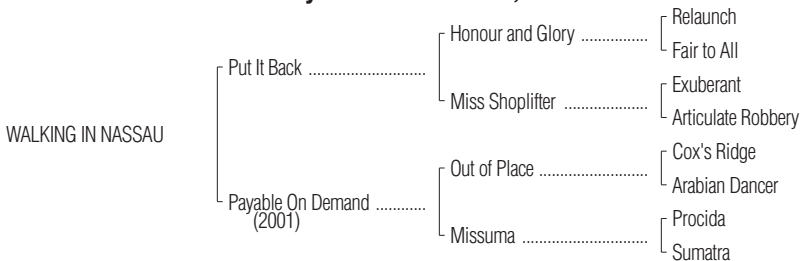 Relaunch
Honour and Glory ................
Fair to All
Put It Back ............................
Exuberant
Miss Shoplifter ....................
Articulate Robbery
WALKING IN NASSAU
Cox's Ridge
Out of Place ..........................
Arabian Dancer
Payable On Demand ............
(2001)
Procida
Missuma ..............................
Sumatra